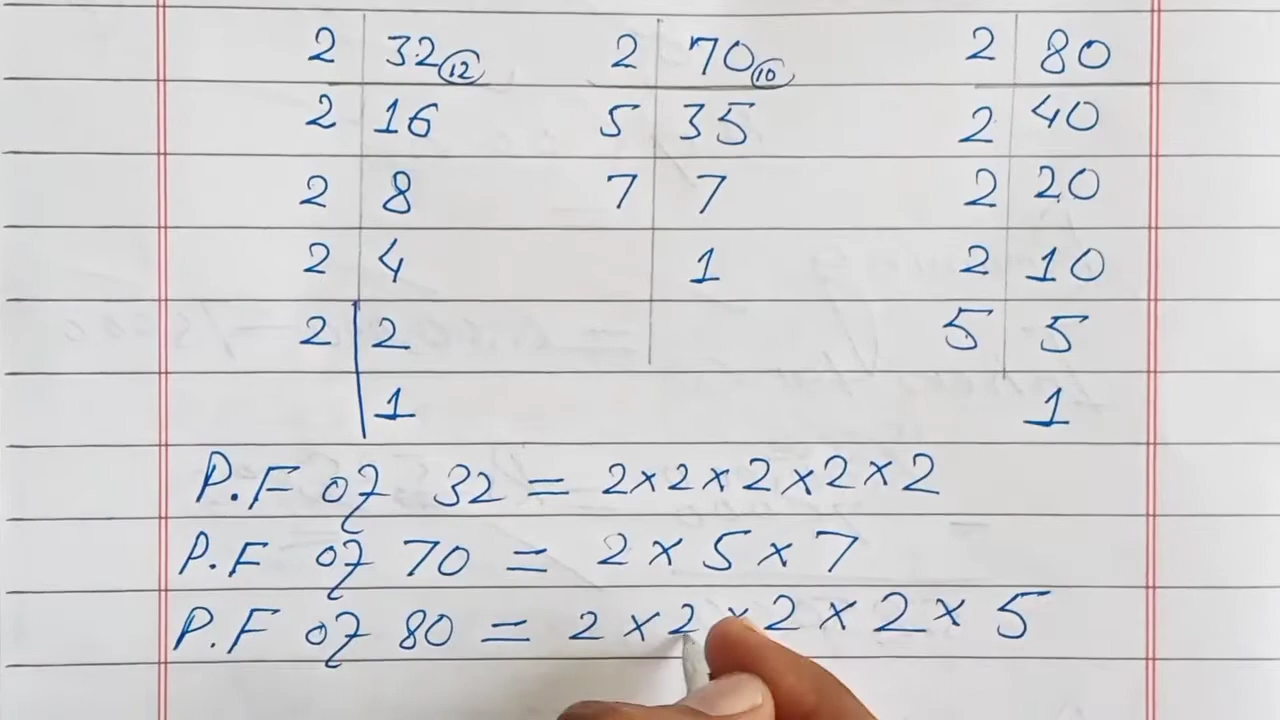 2 | 32 (12) 2 | 70 (10) 2 | 80
2 | 16 5 | 35 2 | 40
2 | 8 7 | 7 2 | 20
2 | 4 | 1 2 | 10
2 | 2 5 | 5
| 1 1
P.F of 32 = 2×2×2×2×2
P.F of 70 = 2×5×7
P.F of 80 = 2×2×2×2×5